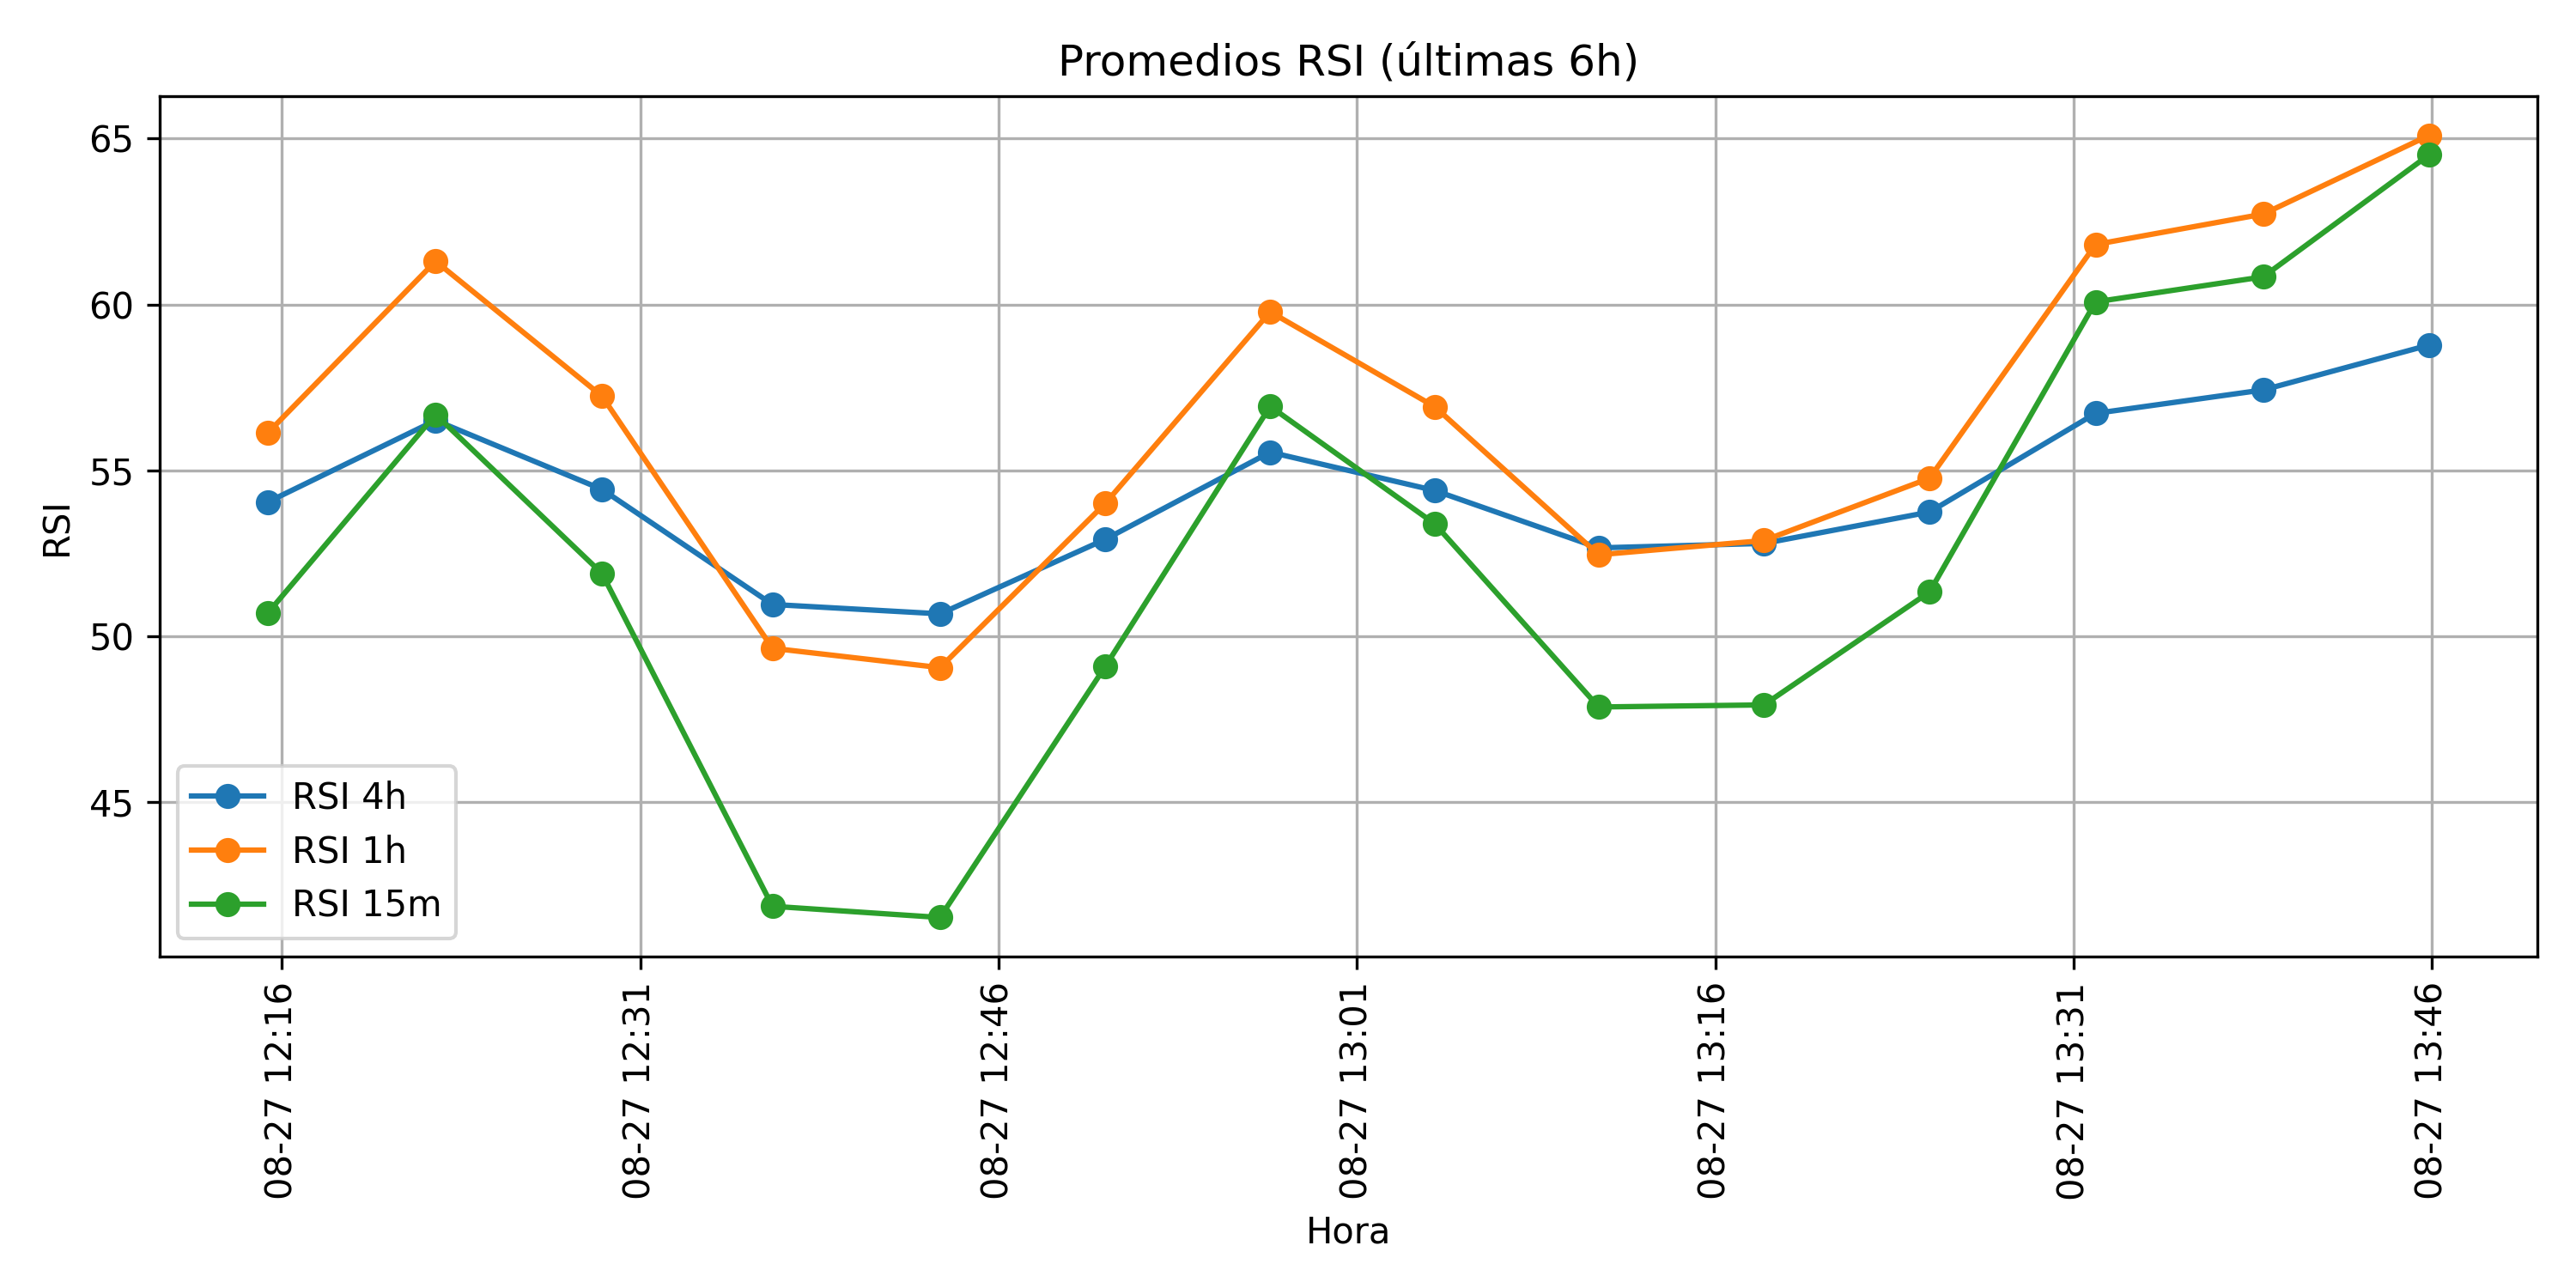 Promedios RSI (últimas 6h)
RSI
65
60
55
50
45
RSI 4h
RSI 1h
RSI 15m
08-27 12:16
08-27 12:31
08-27 12:46
08-27 13:01
08-27 13:16
08-27 13:31
08-27 13:46
Hora